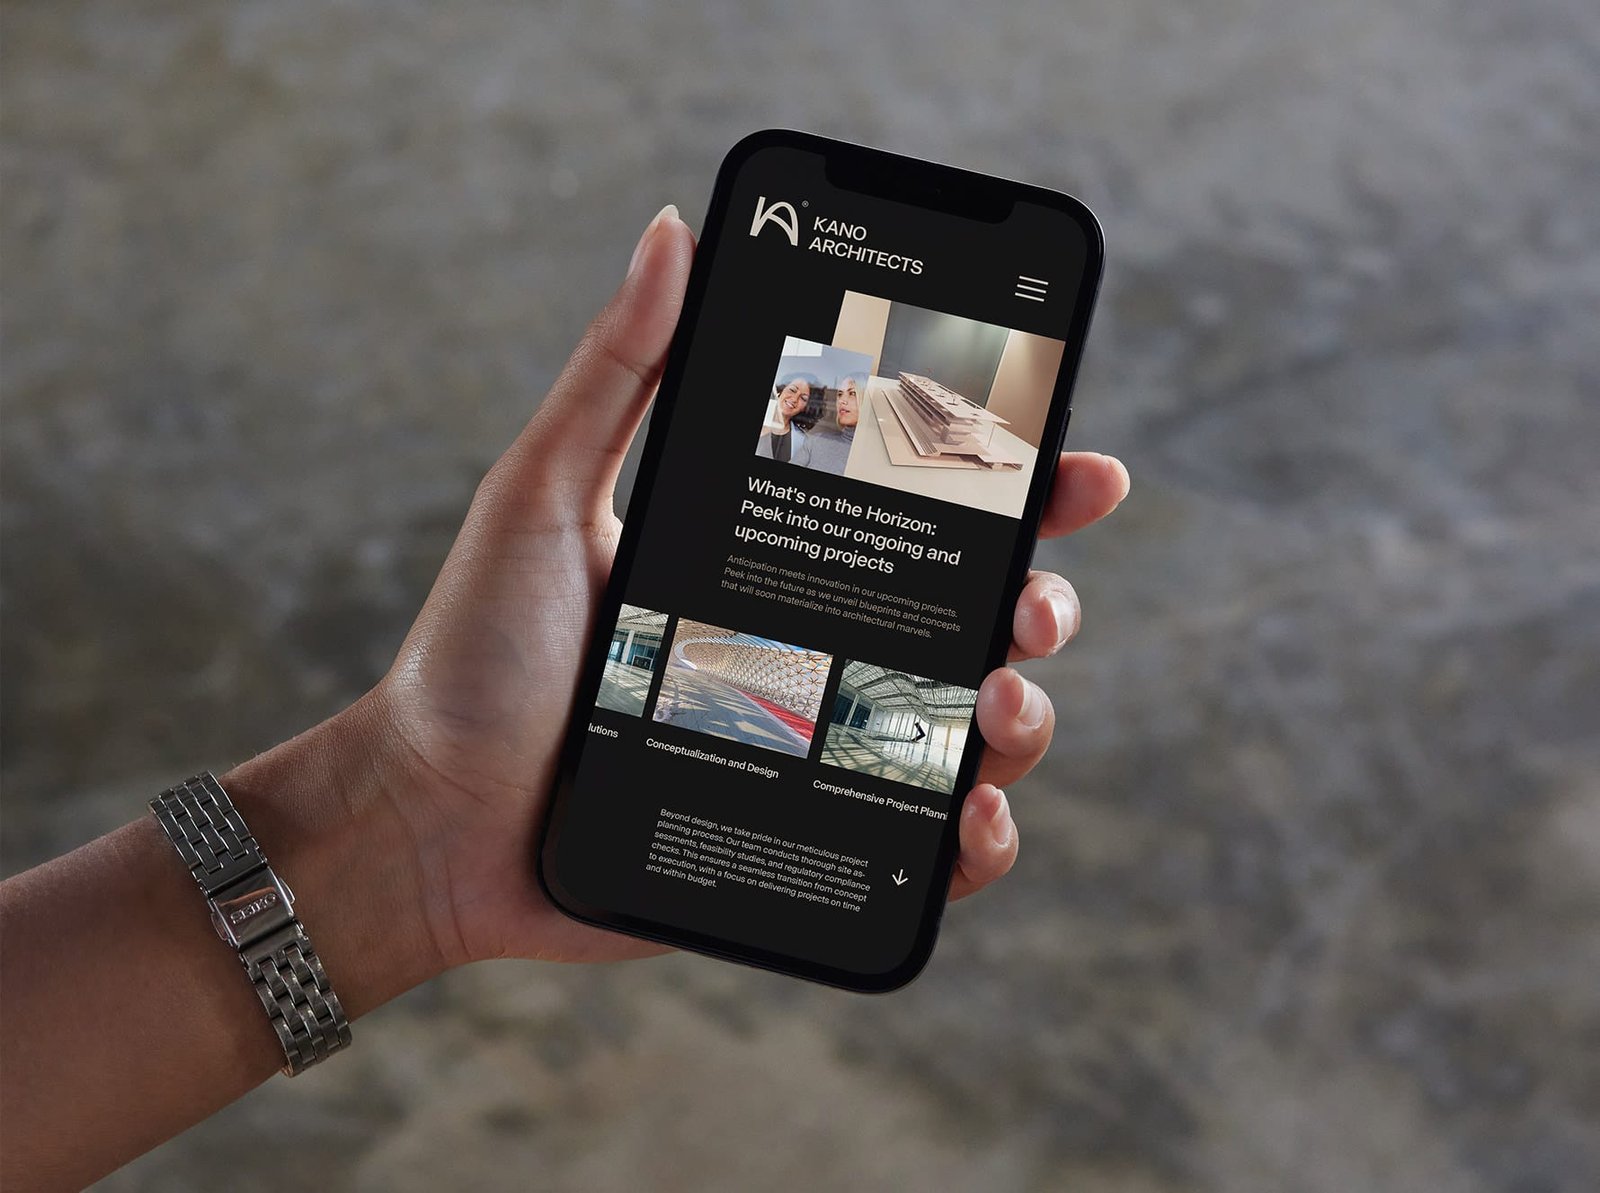 KANO
ARCHITECTS
What's on the Horizon:
Peek into our ongoing and
upcoming projects
Anticipation meets innovation in our upcoming projects.
Peek into the future as we unveil blueprints and concepts
that will soon materialize into architectural marvels.
lutions
Conceptualization and Design
Comprehensive Project Planni
Beyond design, we take pride in our meticulous project
planning process. Our team conducts thorough site as-
sessments, feasibility studies, and regulatory compliance
checks. This ensures a seamless transition from concept
to execution, with a focus on delivering projects on time
and within budget.
SEIKO